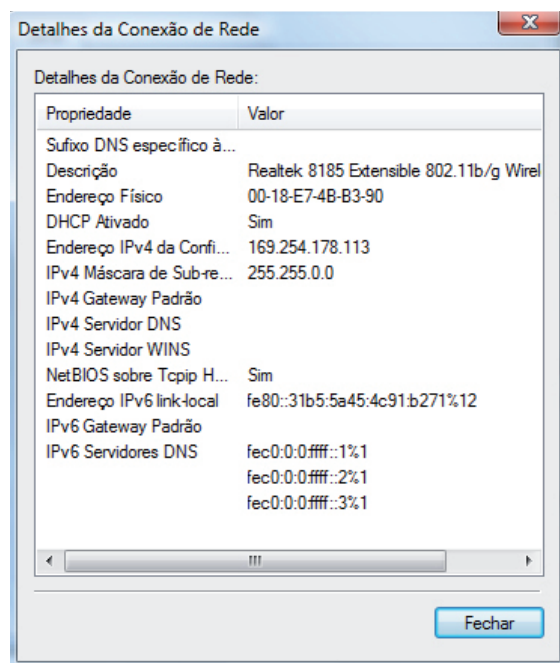 Detalhes da Conexão de Rede
Detalhes da Conexão de Rede:
Propriedade Valor
Sufixo DNS específico à...
Descrição Realtek 8185 Extensible 802.11b/g Wirel
Endereço Físico 00-18-E7-4B-B3-90
DHCP Ativado Sim
Endereço IPv4 da Confi... 169.254.178.113
IPv4 Máscara de Sub-re... 255.255.0.0
IPv4 Gateway Padrão
IPv4 Servidor DNS
IPv4 Servidor WINS
NetBIOS sobre Tcpip H... Sim
Endereço IPv6 link-local fe80::31b5:5a45:4c91:b271%12
IPv6 Gateway Padrão
IPv6 Servidores DNS fec0:0:0:ffff::1%1
fec0:0:0:ffff::2%1
fec0:0:0:ffff::3%1
Fechar